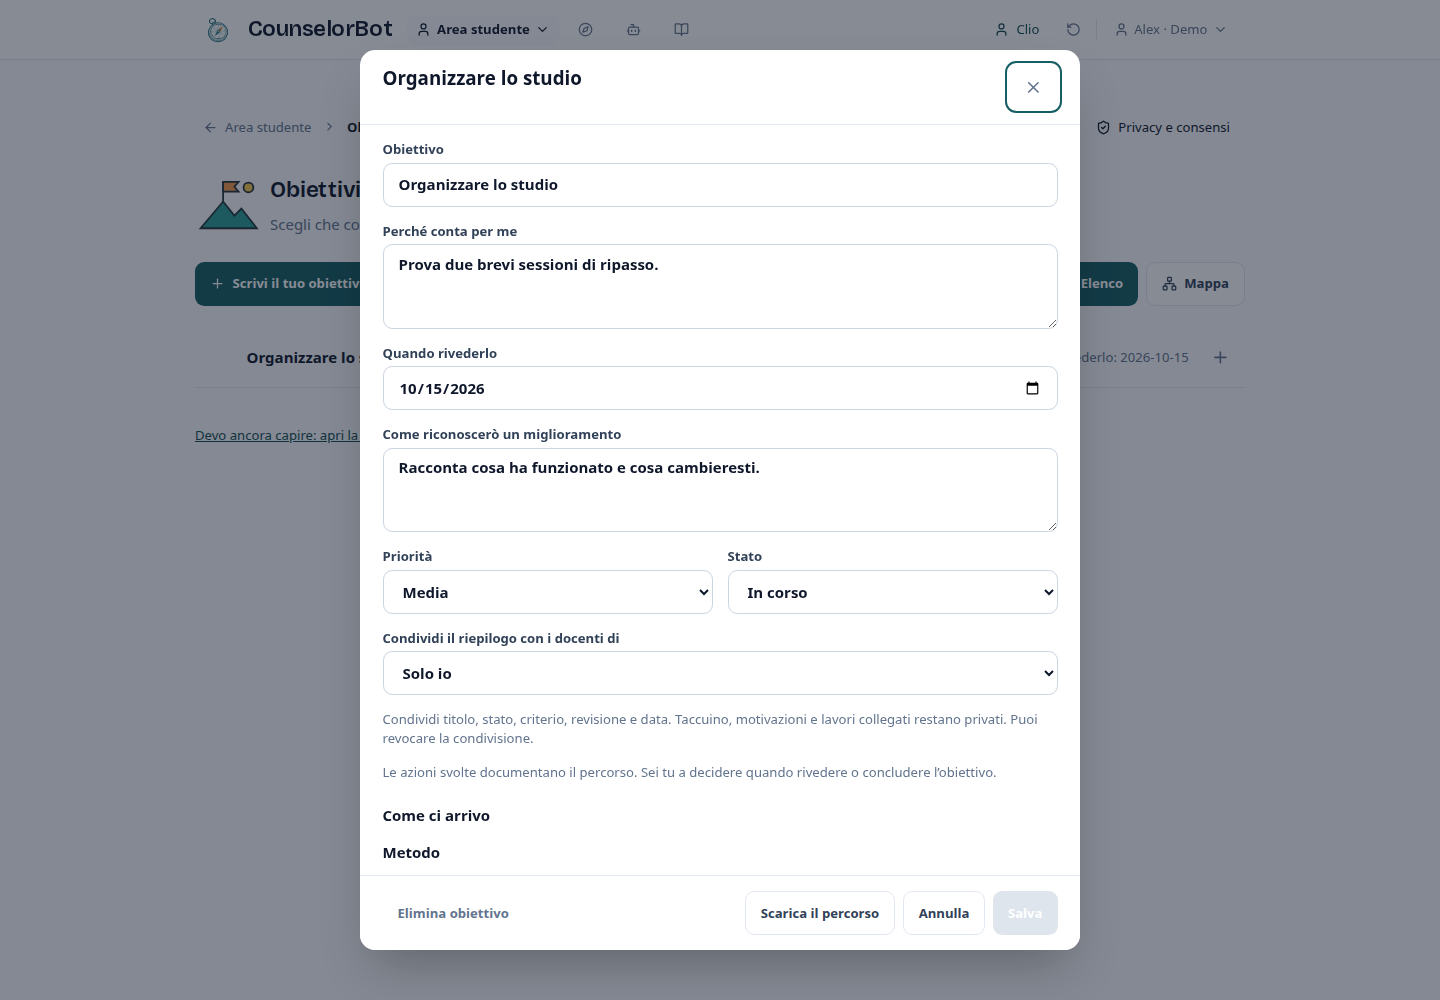 CounselorBot
Area studente
Clio
Alex · Demo
Area studente
Privacy e consensi
Obiettivi
Scegli che co
Scrivi il tuo obiettiv
Elenco
Mappa
Organizzare lo s
derlo: 2026-10-15
Devo ancora capire: apri la
Organizzare lo studio
Obiettivo
Organizzare lo studio
Perché conta per me
Prova due brevi sessioni di ripasso.
Quando rivederlo
10/15/2026
Come riconoscerò un miglioramento
Racconta cosa ha funzionato e cosa cambieresti.
Priorità
Stato
Media
In corso
Condividi il riepilogo con i docenti di
Solo io
Condividi titolo, stato, criterio, revisione e data. Taccuino, motivazioni e lavori collegati restano privati. Puoi
revocare la condivisione.
Le azioni svolte documentano il percorso. Sei tu a decidere quando rivedere o concludere l’obiettivo.
Come ci arrivo
Metodo
Elimina obiettivo
Scarica il percorso
Annulla
Salva